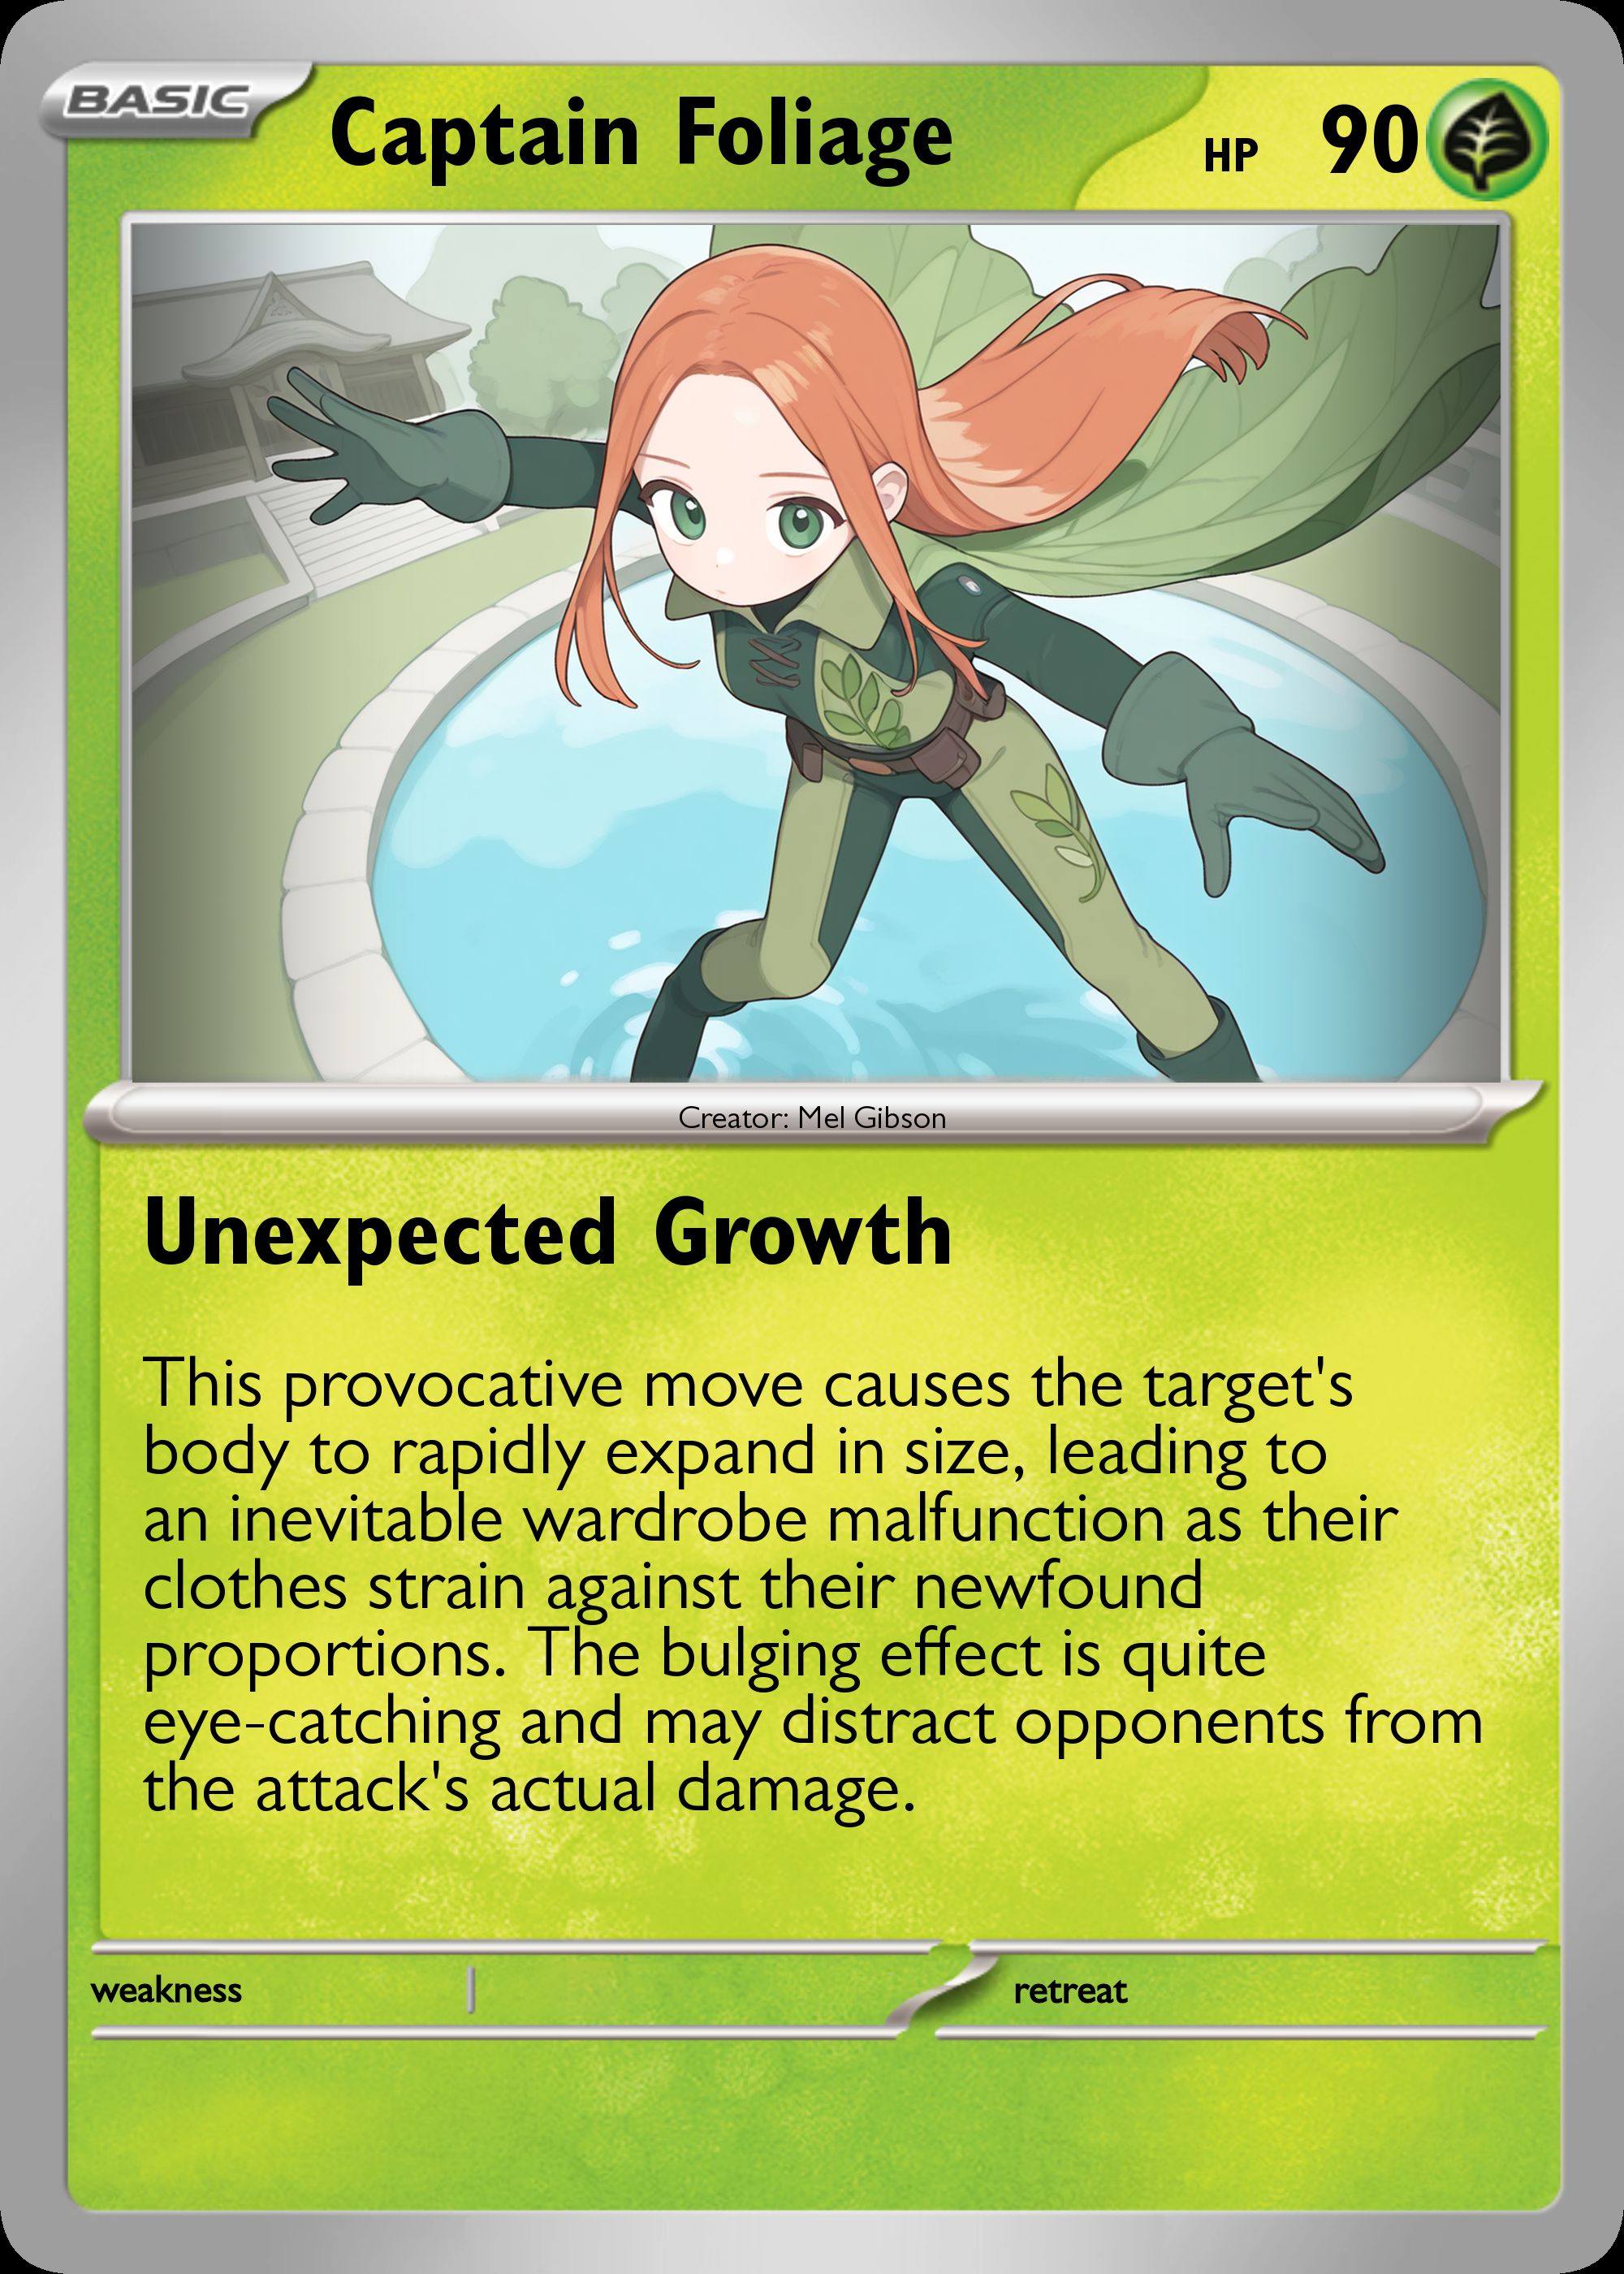 BASIC
Captain Foliage
HP 90
Creator: Mel Gibson
Unexpected Growth
This provocative move causes the target's
body to rapidly expand in size, leading to
an inevitable wardrobe malfunction as their
clothes strain against their newfound
proportions. The bulging effect is quite
eye-catching and may distract opponents from
the attack's actual damage.
weakness
retreat